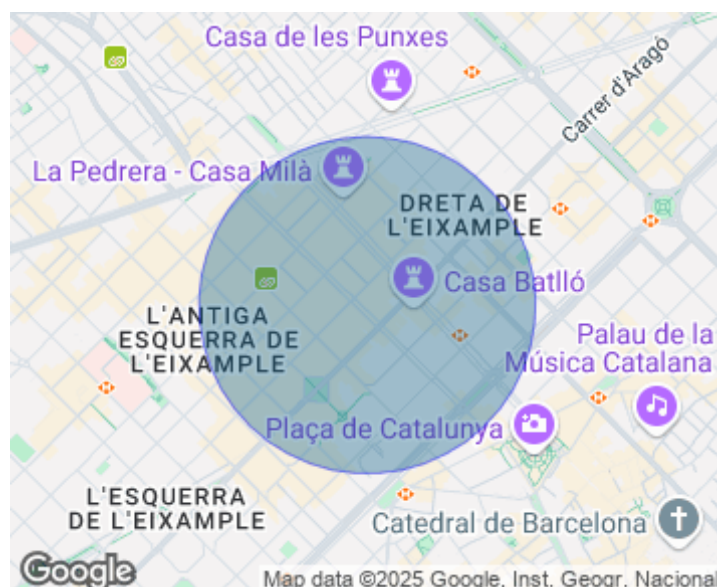 Casa de les Punxes
Carrer d'Aragó
La Pedrera - Casa Milà
DRETA DE
L'EIXAMPLE
Casa Batlló
L'ANTIGA
ESQUERRA DE
L'EIXAMPLE
Palau de la
Música Catalana
Plaça de Catalunya
L'ESQUERRA
DE L'EIXAMPLE
Catedral de Barcelona
Google
Map data ©2025 Google, Inst. Geogr. Nacional